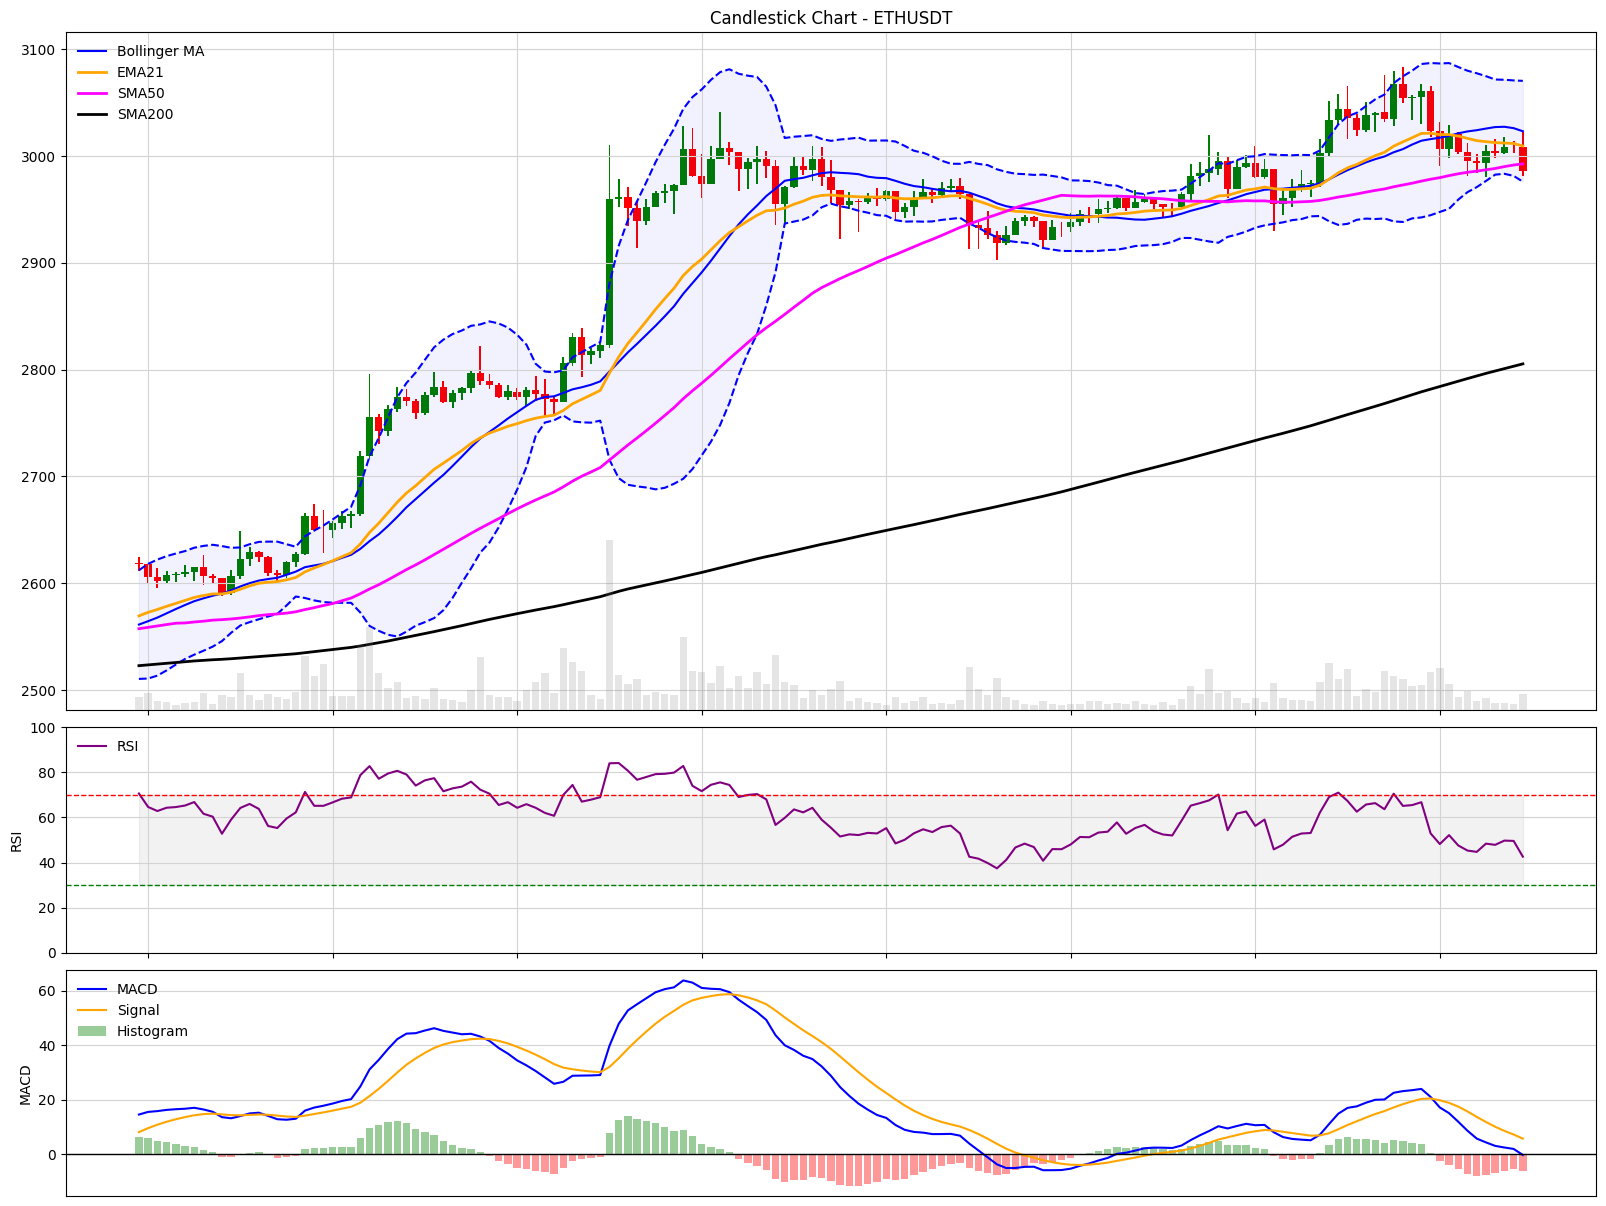 Candlestick Chart - ETHUSDT
Bollinger MA
EMA21
SMA50
SMA200
3100
3000
2900
2800
2700
2600
2500
RSI
RSI
100
80
60
40
20
0
MACD
Signal
Histogram
MACD
60
40
20
0